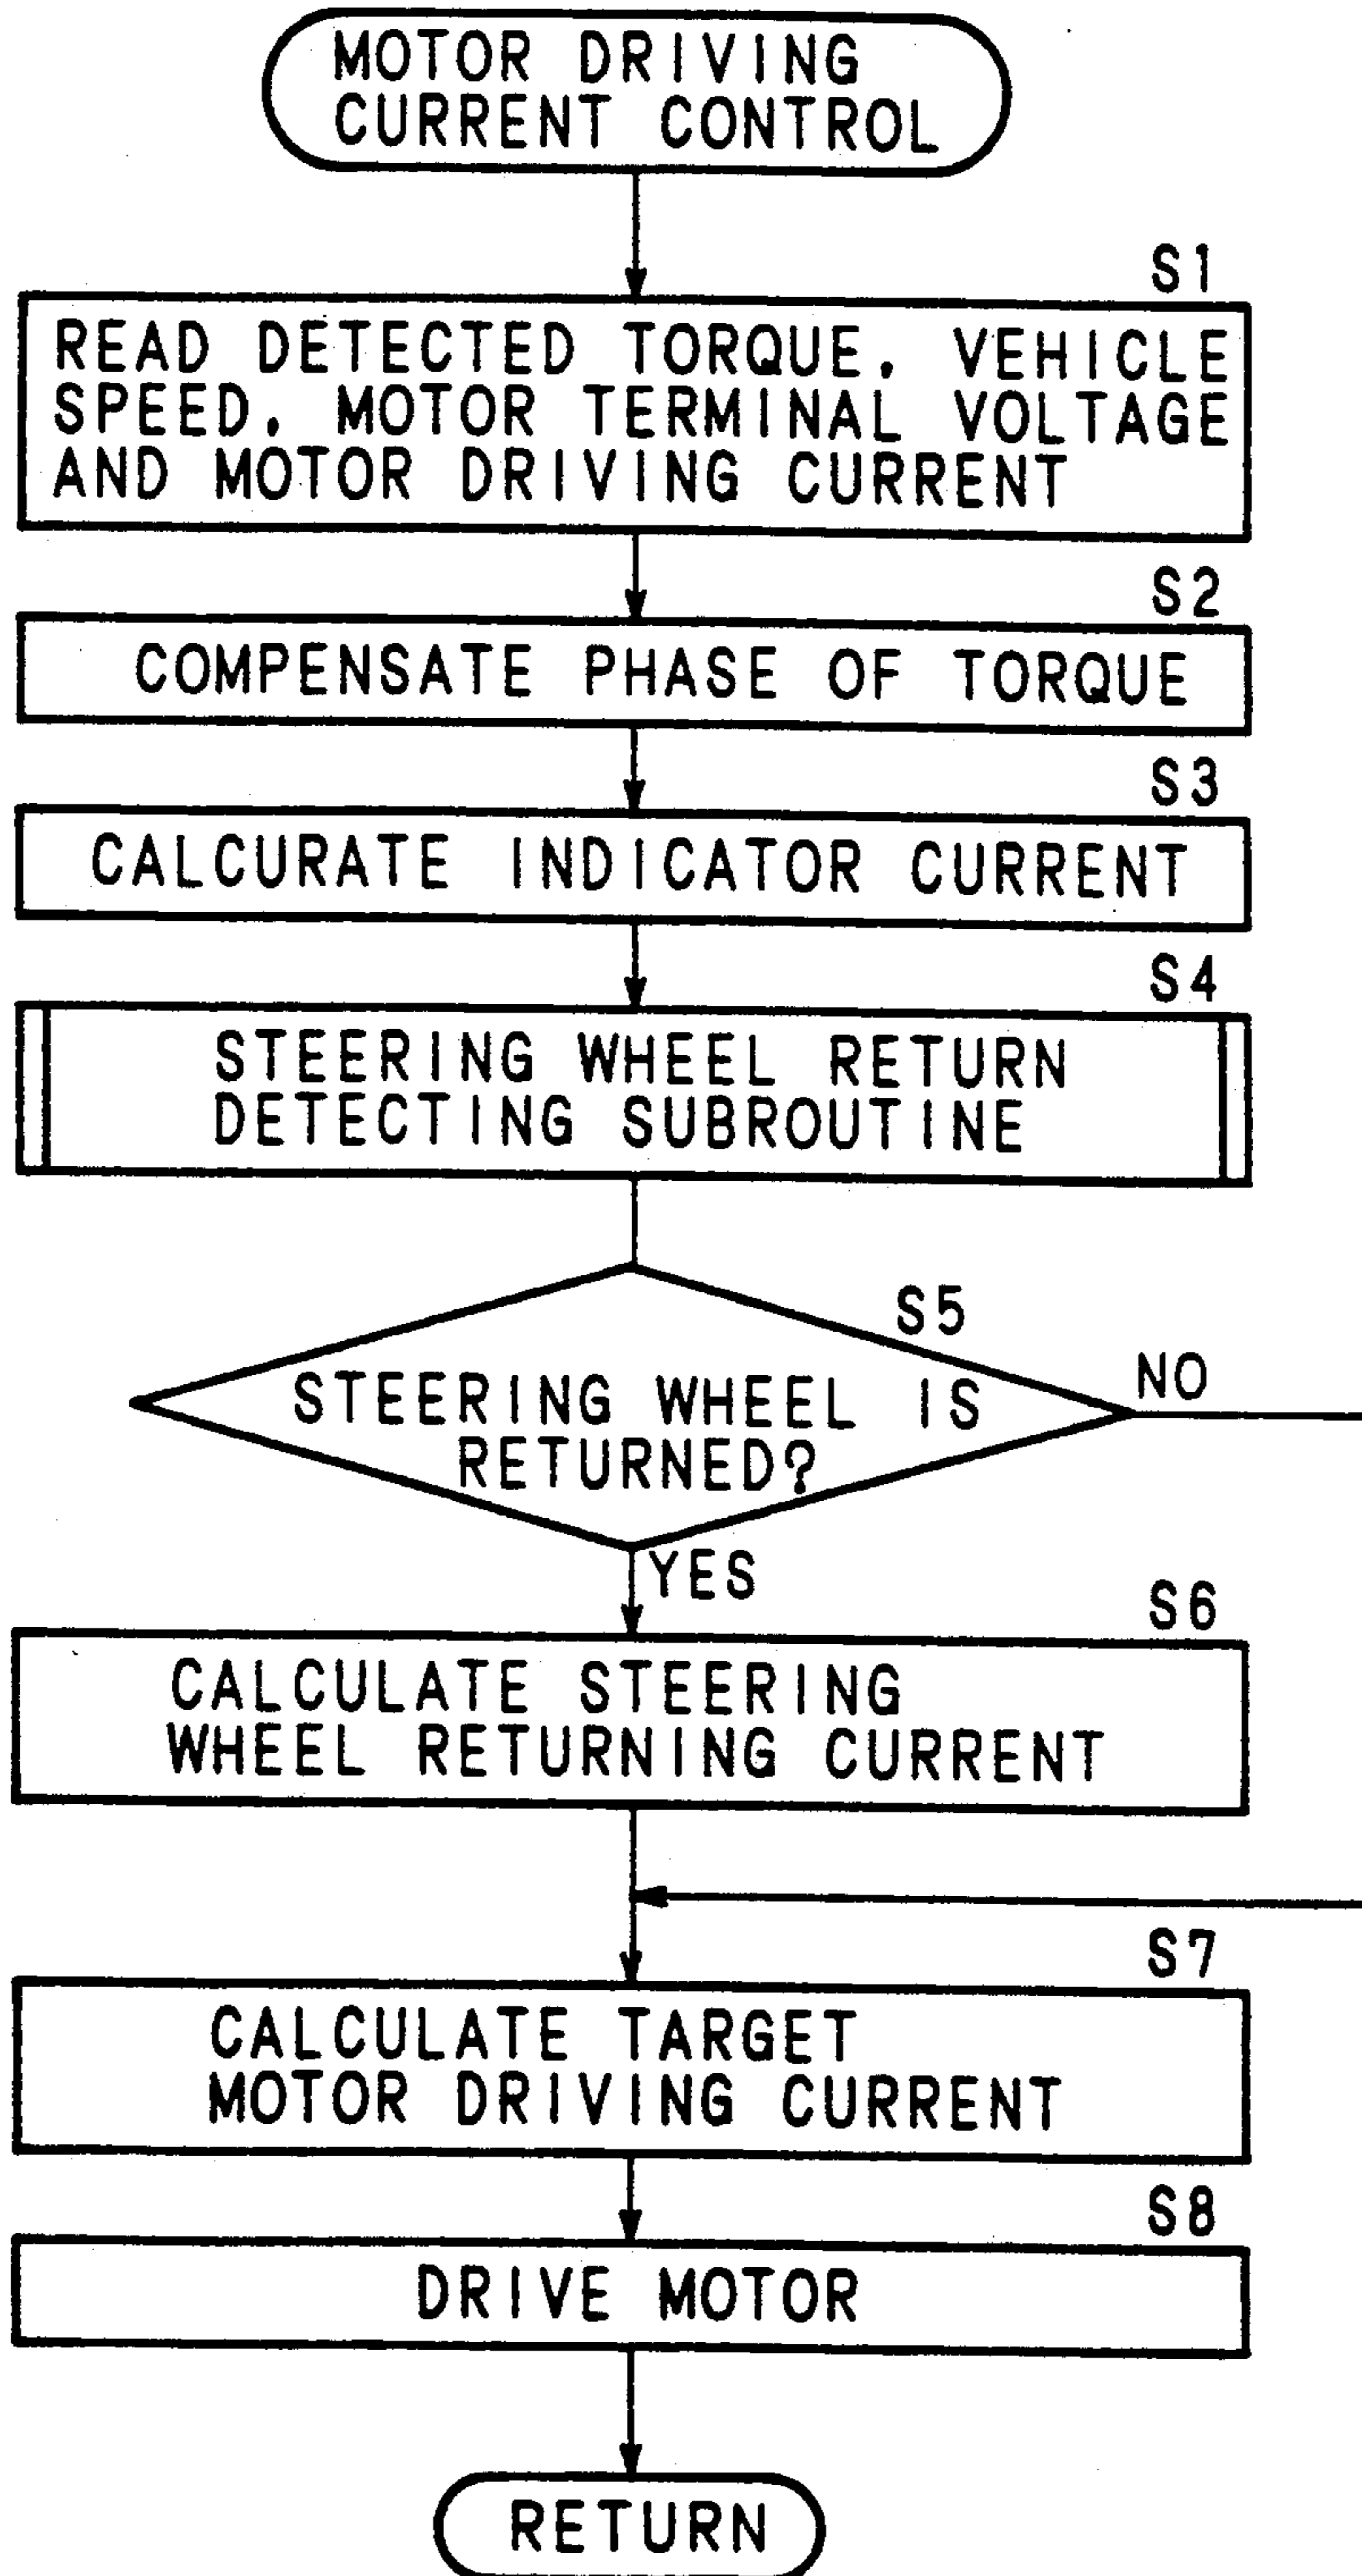 MOTOR DRIVING
CURRENT CONTROL
S1
READ DETECTED TORQUE, VEHICLE
SPEED, MOTOR TERMINAL VOLTAGE
AND MOTOR DRIVING CURRENT
S2
COMPENSATE PHASE OF TORQUE
S3
CALCURATE INDICATOR CURRENT
S4
STEERING WHEEL RETURN
DETECTING SUBROUTINE
S5
STEERING WHEEL IS
RETURNED?
NO
YES
S6
CALCULATE STEERING
WHEEL RETURNING CURRENT
S7
CALCULATE TARGET
MOTOR DRIVING CURRENT
S8
DRIVE MOTOR
RETURN